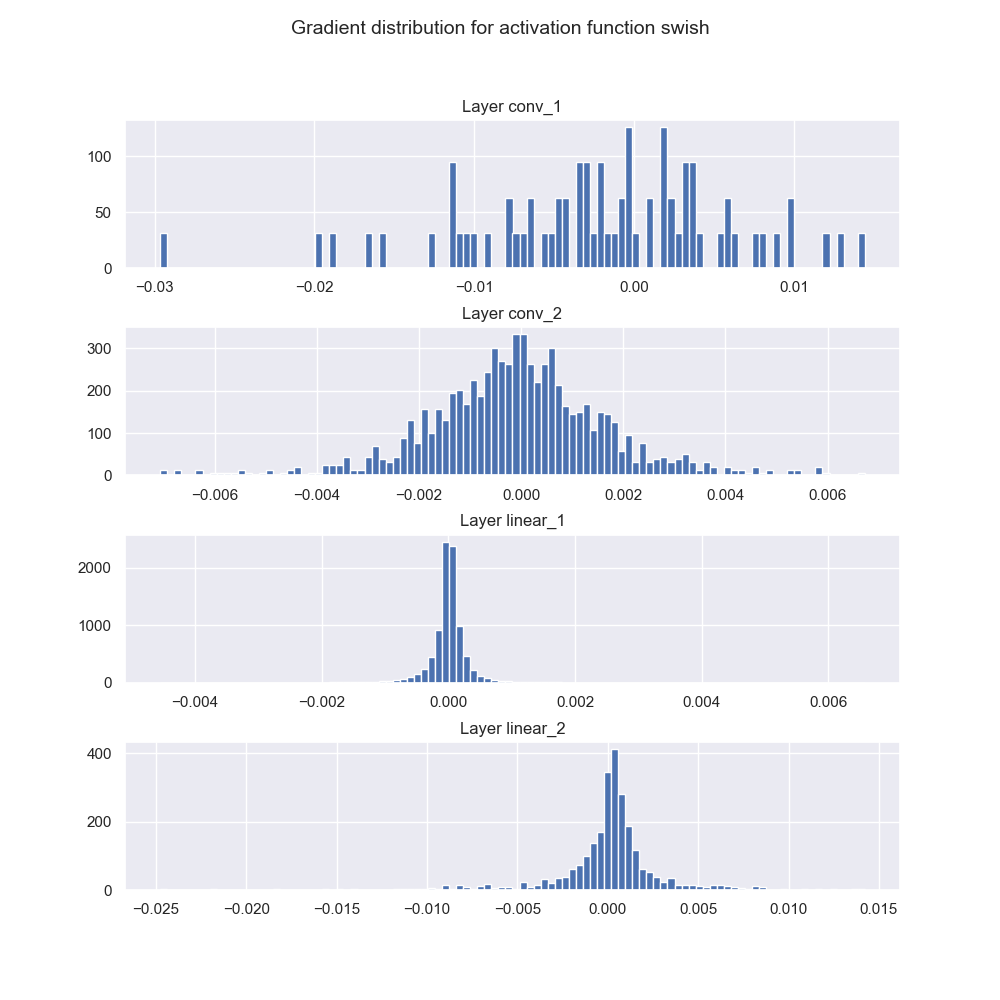 Gradient distribution for activation function swish
Layer conv_1
100
50
0
−0.03 −0.02 −0.01 0.00 0.01
Layer conv_2
300
200
100
0
−0.006 −0.004 −0.002 0.000 0.002 0.004 0.006
Layer linear_1
2000
1000
0
−0.004 −0.002 0.000 0.002 0.004 0.006
Layer linear_2
400
200
0
−0.025 −0.020 −0.015 −0.010 −0.005 0.000 0.005 0.010 0.015